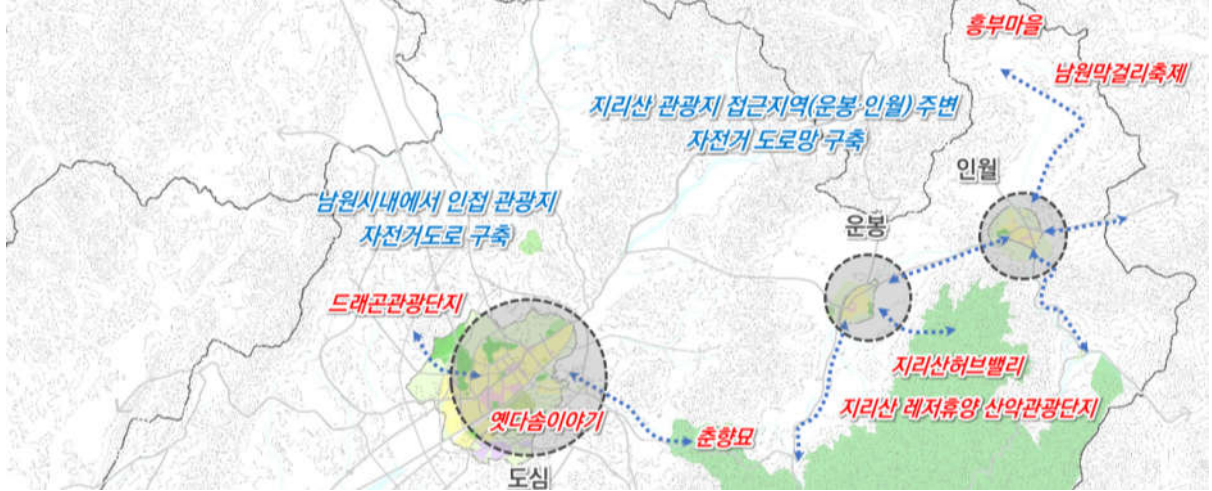 흥부마을
남원막걸리축제
지리산 관광지 접근지역(운봉·인월) 주변
자전거 도로망 구축
인월
남원시내에서 인접 관광지
자전거도로 구축
운봉
드래곤관광단지
지리산허브밸리
지리산 레저휴양 산악관광단지
옛다솜이야기
춘향묘
도심